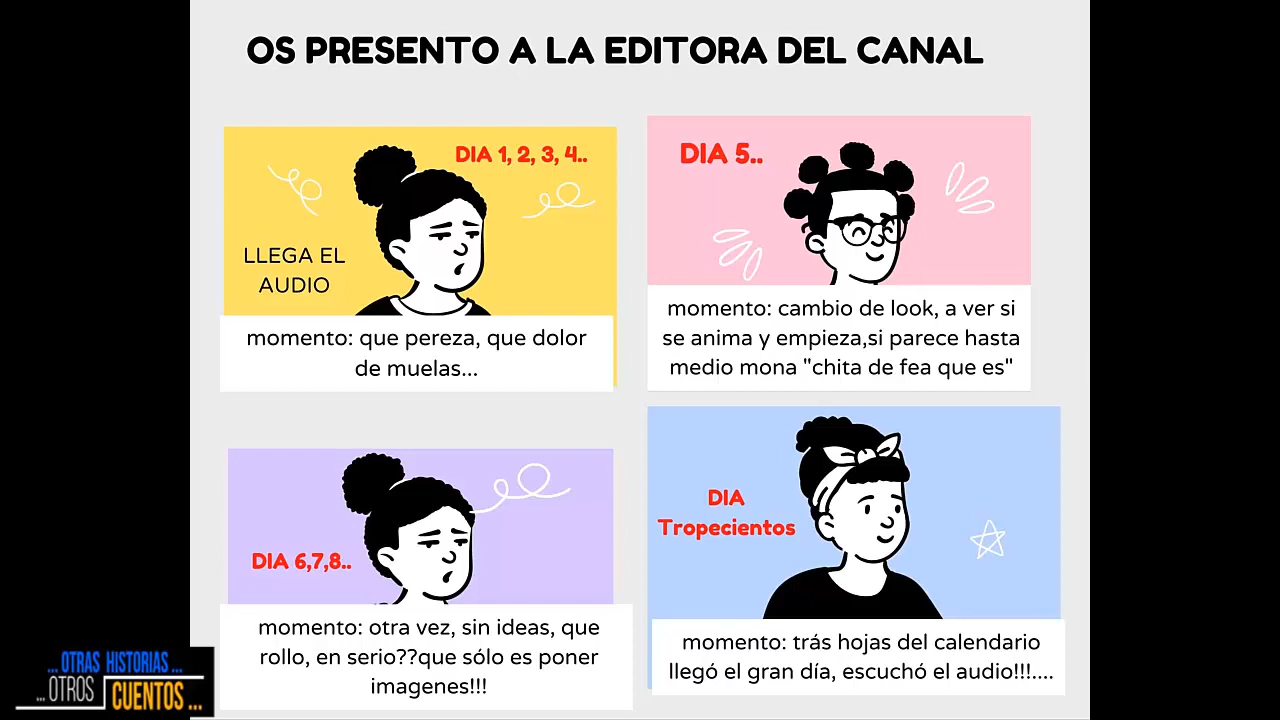 OS PRESENTO A LA EDITORA DEL CANAL
DIA 1, 2, 3, 4..
LLEGA EL
AUDIO
momento: que pereza, que dolor
de muelas...
DIA 5..
momento: cambio de look, a ver si
se anima y empieza,si parece hasta
medio mona "chita de fea que es"
DIA 6,7,8..
momento: otra vez, sin ideas, que
rollo, en serio??que sólo es poner
imagenes!!!
DIA
Tropecientos
momento: trás hojas del calendario
llegó el gran día, escuchó el audio!!!....
... OTRAS HISTORIAS ...
... OTROS CUENTOS ...